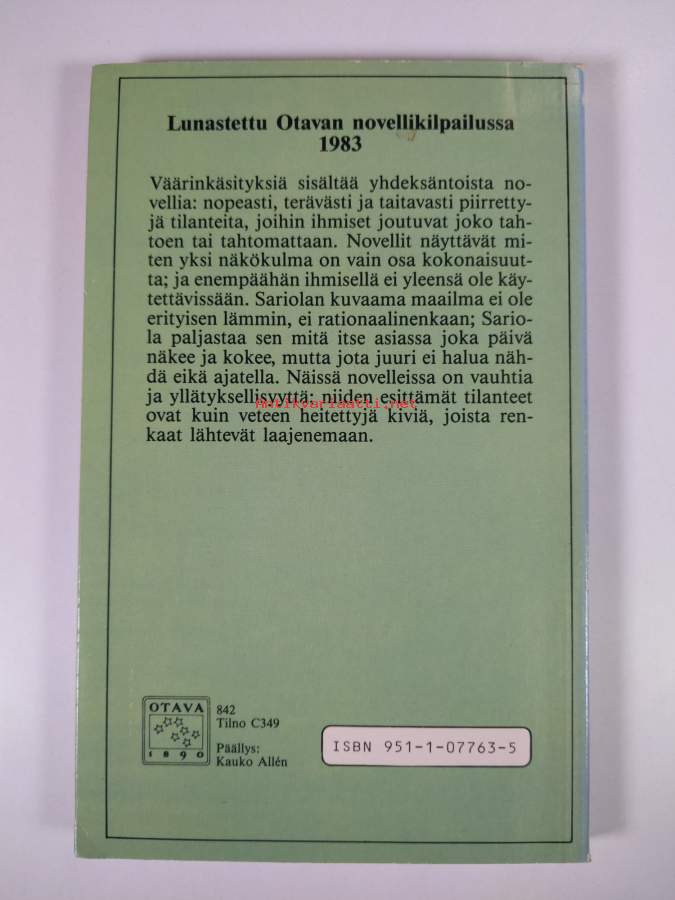 Lunastettu Otavan novellikilpailussa
1983
Väärinkäsityksiä sisältää yhdeksäntoista no-
vellia: nopeasti, terävästi ja taitavasti piirretty-
jä tilanteita, joihin ihmiset joutuvat joko tah-
toen tai tahtomattaan. Novellit näyttävät mi-
ten yksi näkökulma on vain osa kokonaisuut-
ta; ja enempäähän ihmisellä ei yleensä ole käy-
tettävissään. Sariolan kuvaama maailma ei ole
erityisen lämmin, ei rationaalinenkaan; Sario-
la paljastaa sen mitä itse asiassa joka päivä
näkee ja kokee, mutta jota juuri ei halua näh-
dä eikä ajatella. Näissä novelleissa on vauhtia
ja yllätyksellisyyttä: niiden esittämät tilanteet
antikvariaatti.net
ovat kuin veteen heitettyjä kiviä, joista ren-
kaat lähtevät laajenemaan.
OTAVA
1890
842
Tilno C349
Päällys:
Kauko Allén
ISBN 951-1-07763-5